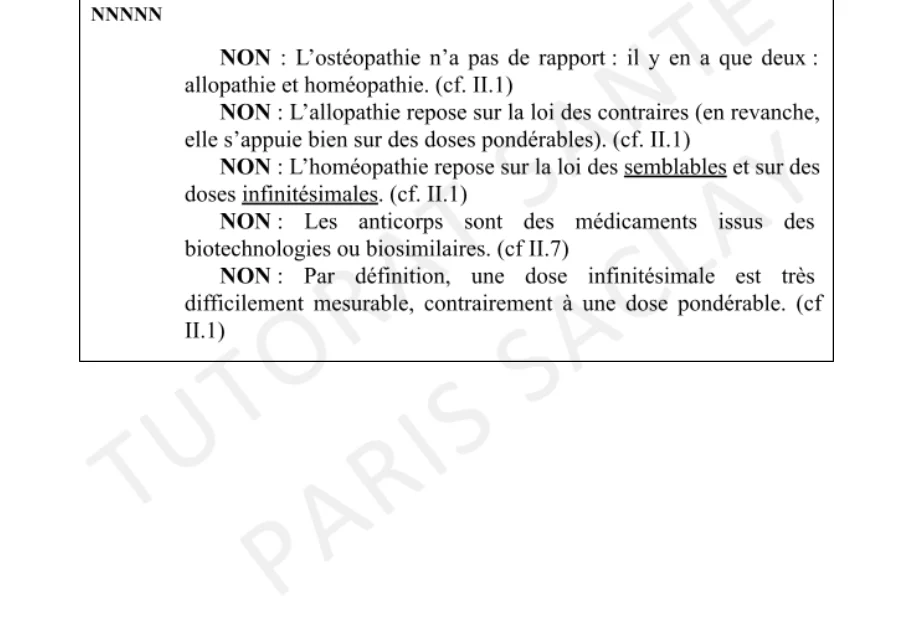 NNNNN
NON : L’ostéopathie n’a pas de rapport : il y en a que deux :
allopathie et homéopathie. (cf. II.1)
NON : L’allopathie repose sur la loi des contraires (en revanche,
elle s’appuie bien sur des doses pondérables). (cf. II.1)
NON : L’homéopathie repose sur la loi des semblables et sur des
doses infinitésimales. (cf. II.1)
NON : Les anticorps sont des médicaments issus des
biotechnologies ou biosimilaires. (cf II.7)
NON : Par définition, une dose infinitésimale est très
difficilement mesurable, contrairement à une dose pondérable. (cf
II.1)
TUTORAT SANTE
PARIS SACLAY